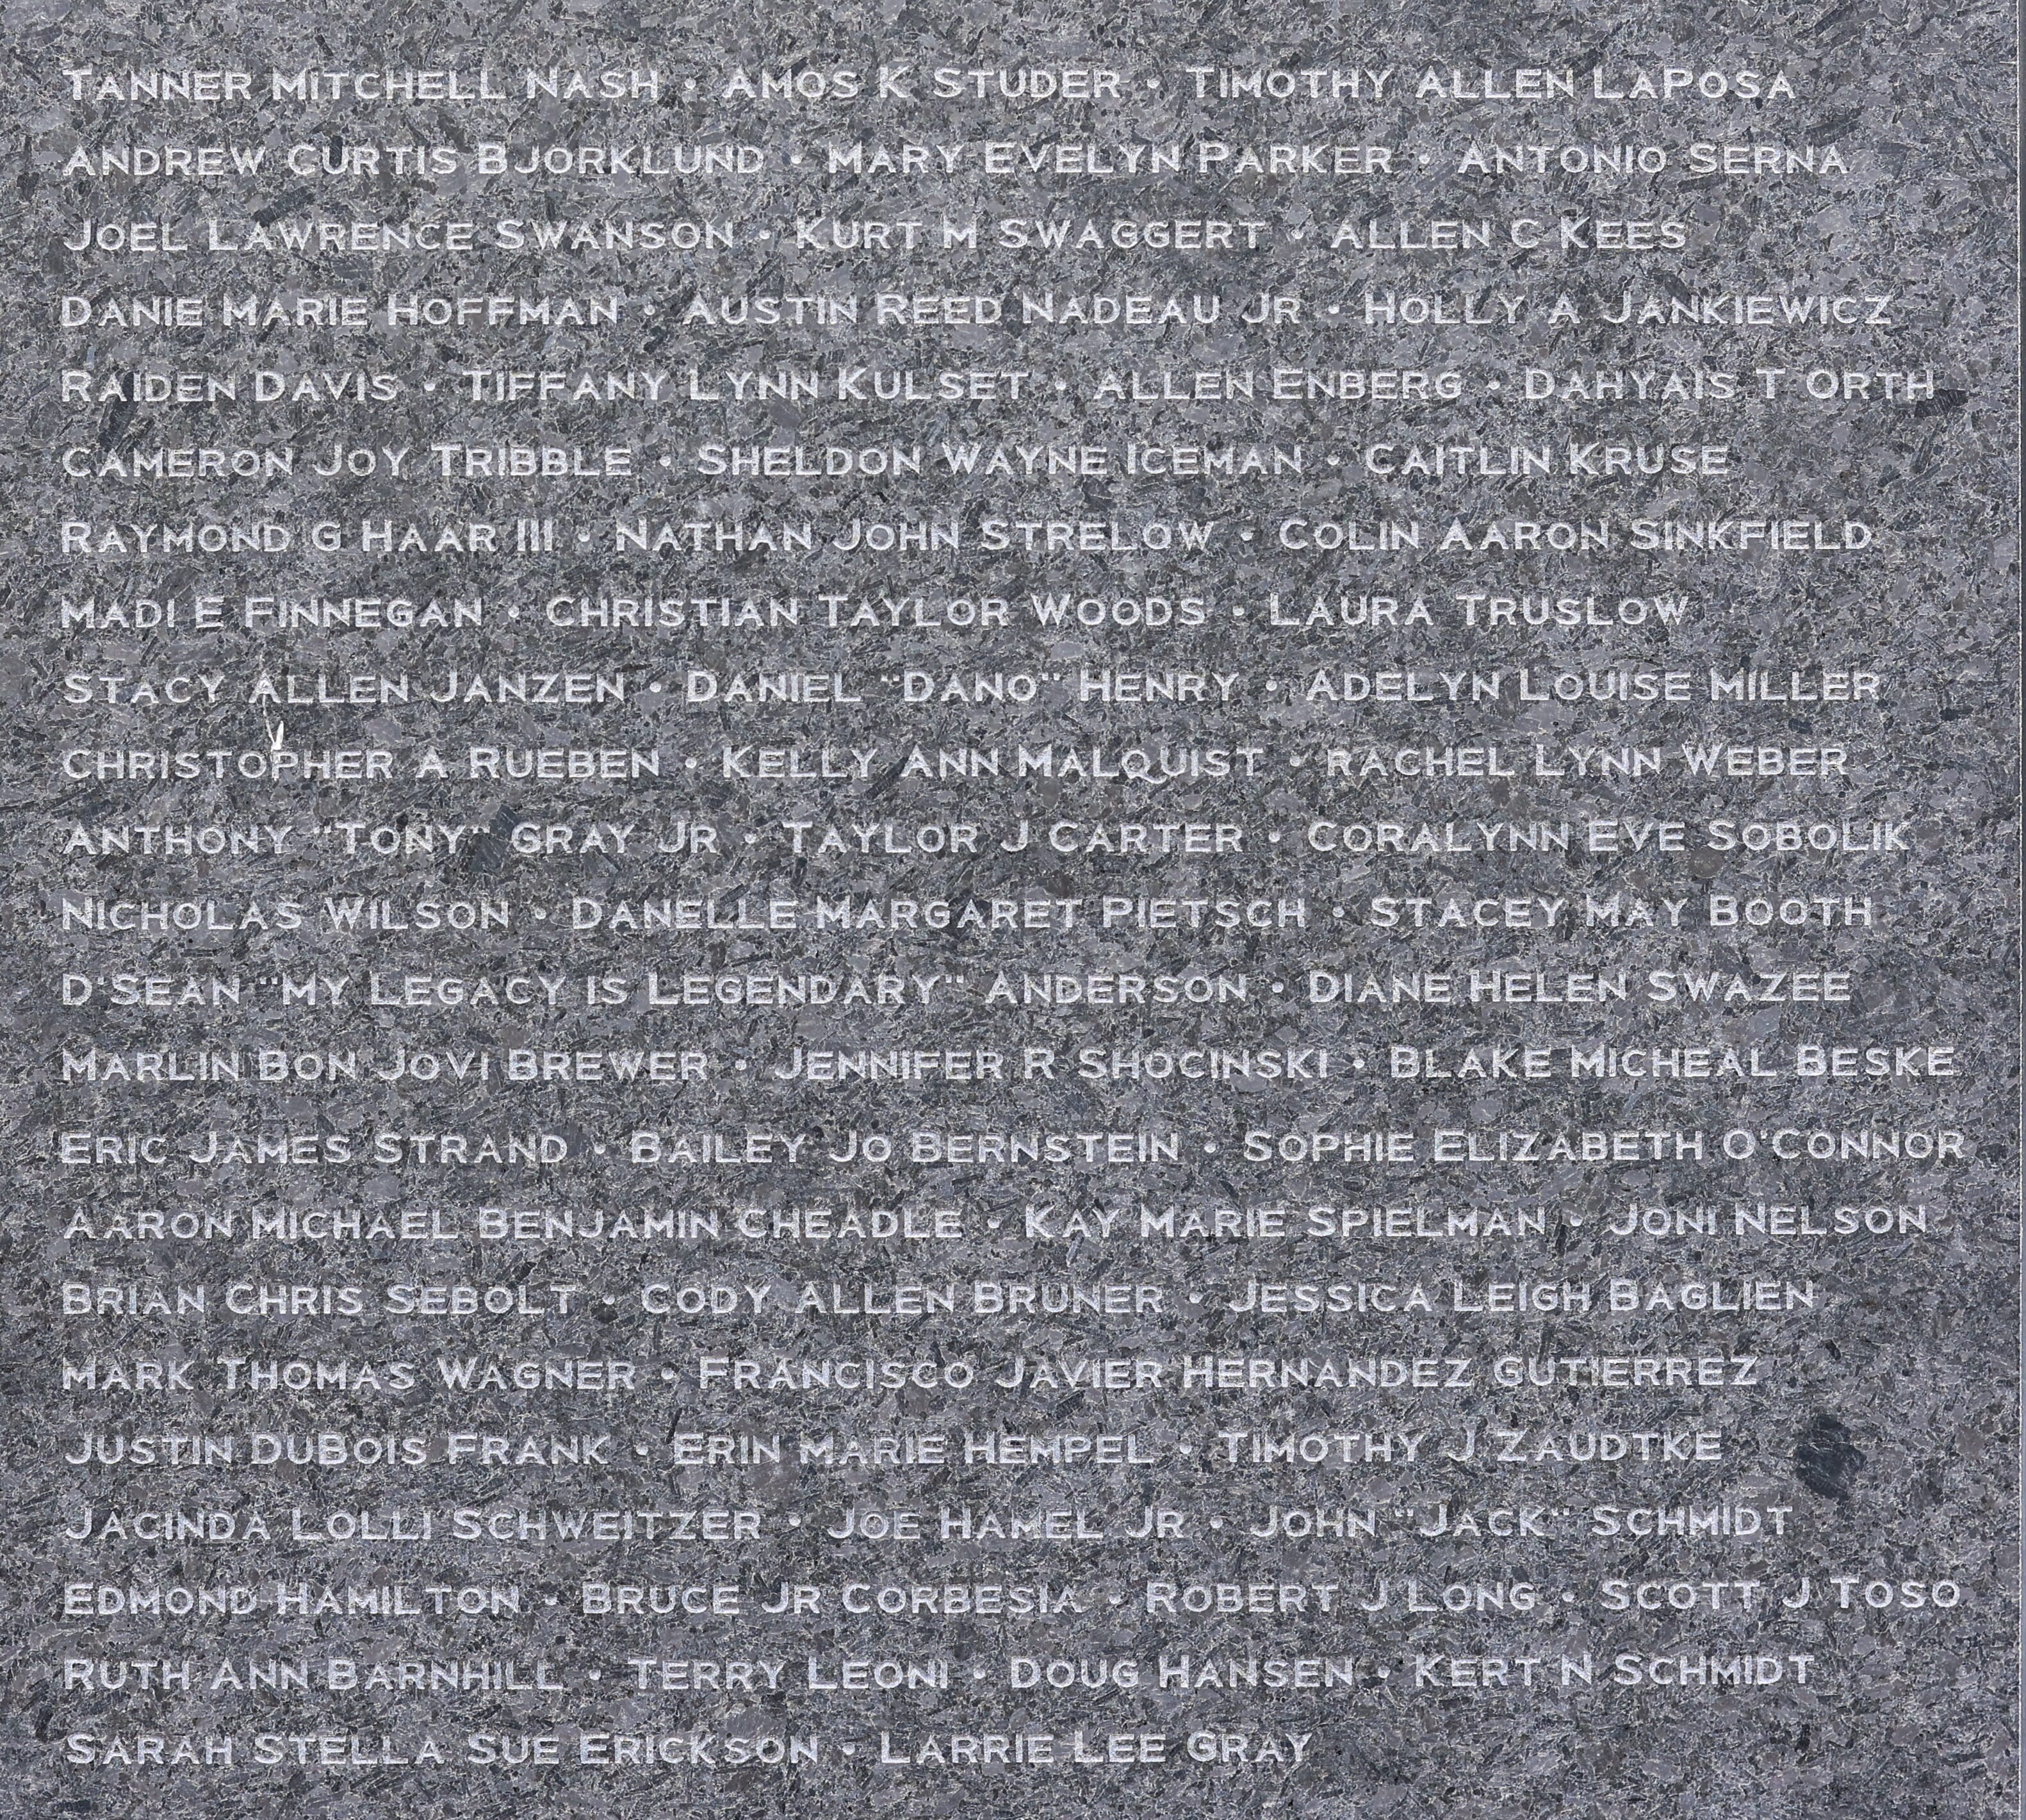 TANNER MITCHELL NASH • AMOS K STUDER • TIMOTHY ALLEN LAPOSA
ANDREW CURTIS BJORKLUND • MARY EVELYN PARKER • ANTONIO SERNA
JOEL LAWRENCE SWANSON • KURT M SWAGGERT • ALLEN C KEES
DANIE MARIE HOFFMAN • AUSTIN REED NADEAU JR • HOLLY A JANKIEWICZ
RAIDEN DAVIS • TIFFANY LYNN KULSET • ALLEN ENBERG • DAHYAIS T ORTH
CAMERON JOY TRIBBLE • SHELDON WAYNE ICEMAN • CAITLIN KRUSE
RAYMOND G HAAR III • NATHAN JOHN STRELOW • COLIN AARON SINKFIELD
MADI E FINNEGAN • CHRISTIAN TAYLOR WOODS • LAURA TRUSLOW
STACY ALLEN JANZEN • DANIEL "DANO" HENRY • ADELYN LOUISE MILLER
CHRISTOPHER A RUEBEN • KELLY ANN MALQUIST • RACHEL LYNN WEBER
ANTHONY "TONY" GRAY JR • TAYLOR J CARTER • CORALYNN EVE SOBOLIK
NICHOLAS WILSON • DANELLE MARGARET PIETSCH • STACEY MAY BOOTH
D'SEAN "MY LEGACY IS LEGENDARY" ANDERSON • DIANE HELEN SWAZEE
MARLIN BON JOVI BREWER • JENNIFER R SHOCINSKI • BLAKE MICHEAL BESKE
ERIC JAMES STRAND • BAILEY JO BERNSTEIN • SOPHIE ELIZABETH O'CONNOR
AARON MICHAEL BENJAMIN CHEADLE • KAY MARIE SPIELMAN • JONI NELSON
BRIAN CHRIS SEBOLT • CODY ALLEN BRUNER • JESSICA LEIGH BAGLIEN
MARK THOMAS WAGNER • FRANCISCO JAVIER HERNANDEZ GUTIERREZ
JUSTIN DUBOIS FRANK • ERIN MARIE HEMPEL • TIMOTHY J ZAUDTKE
JACINDA LOLLI SCHWEITZER • JOE HAMEL JR • JOHN "JACK" SCHMIDT
EDMOND HAMILTON • BRUCE JR CORBESIA • ROBERT J LONG • SCOTT J TOSO
RUTH ANN BARNHILL • TERRY LEONI • DOUG HANSEN • KERT N SCHMIDT
SARAH STELLA SUE ERICKSON • LARRIE LEE GRAY